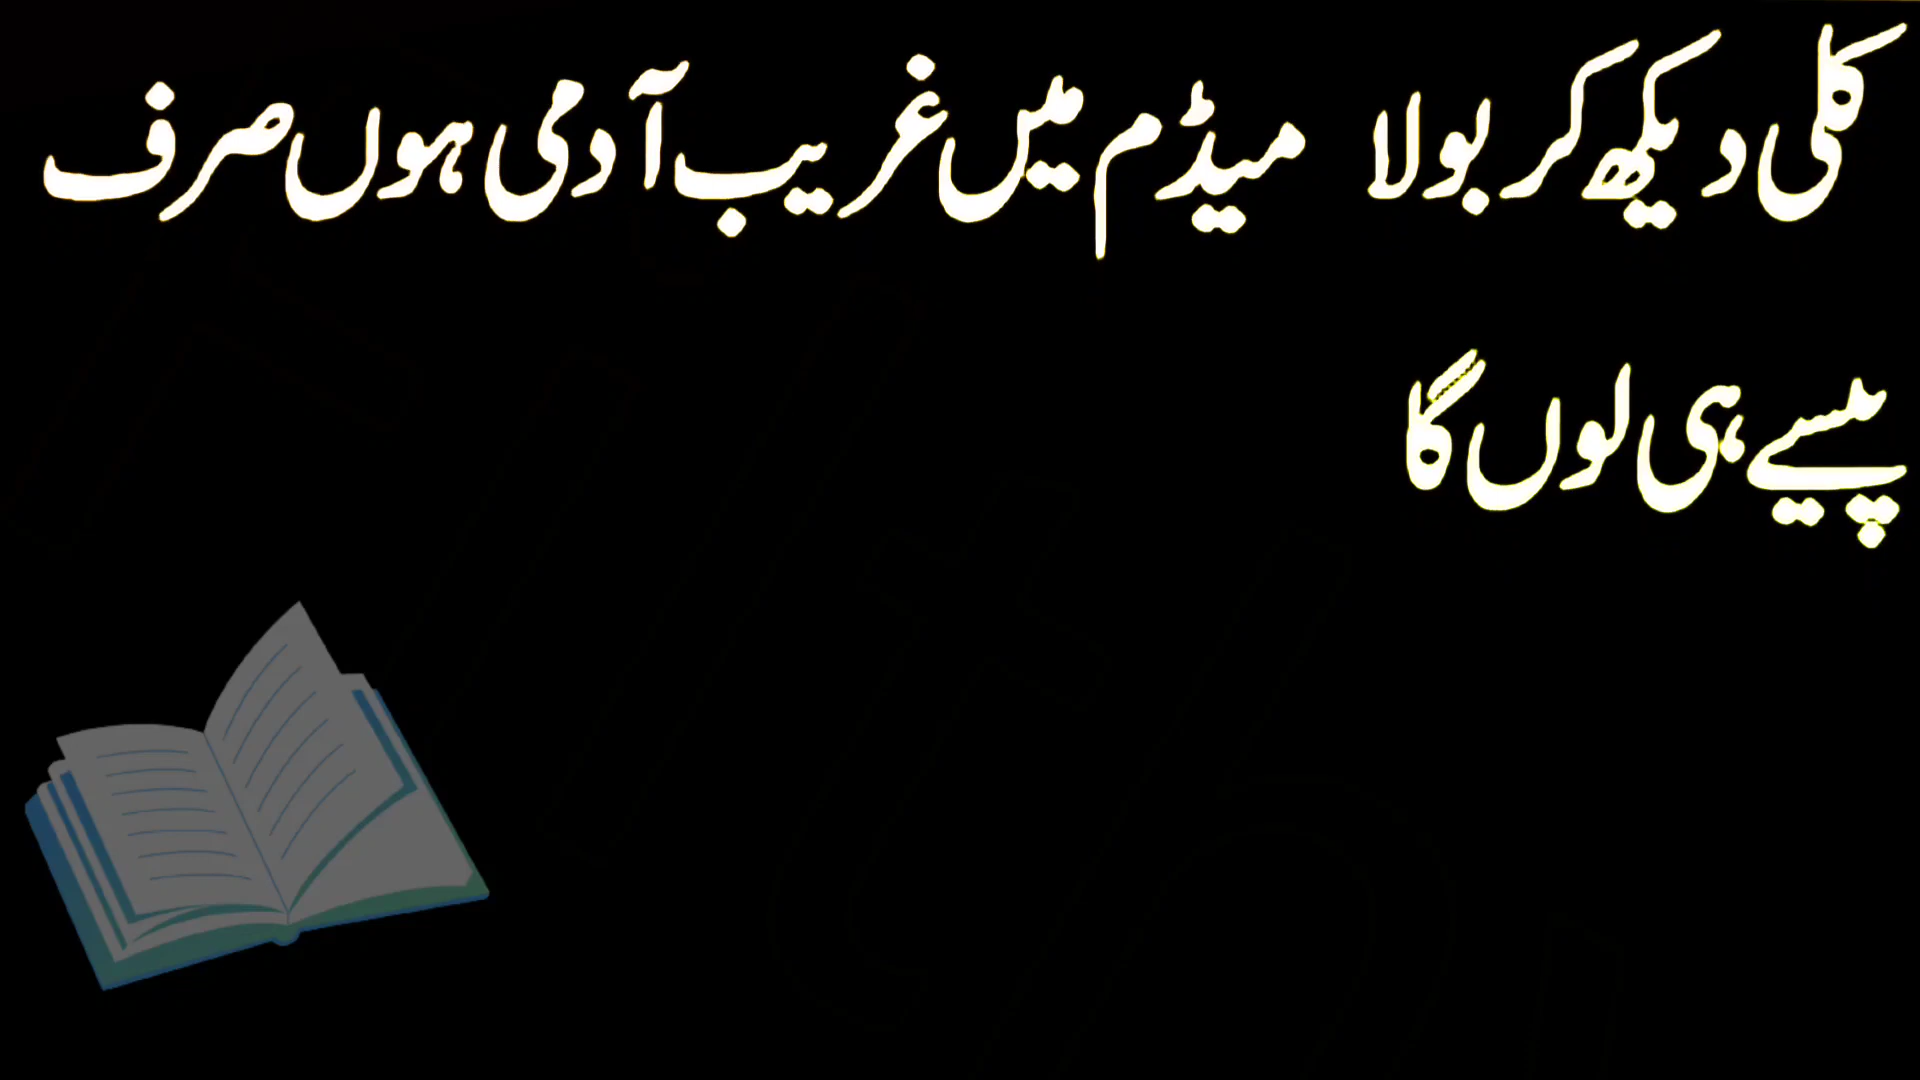 کلی دیکھ کر بولا میڈم میں غریب آدمی ہوں صرف
پیسے ہی لوں گا